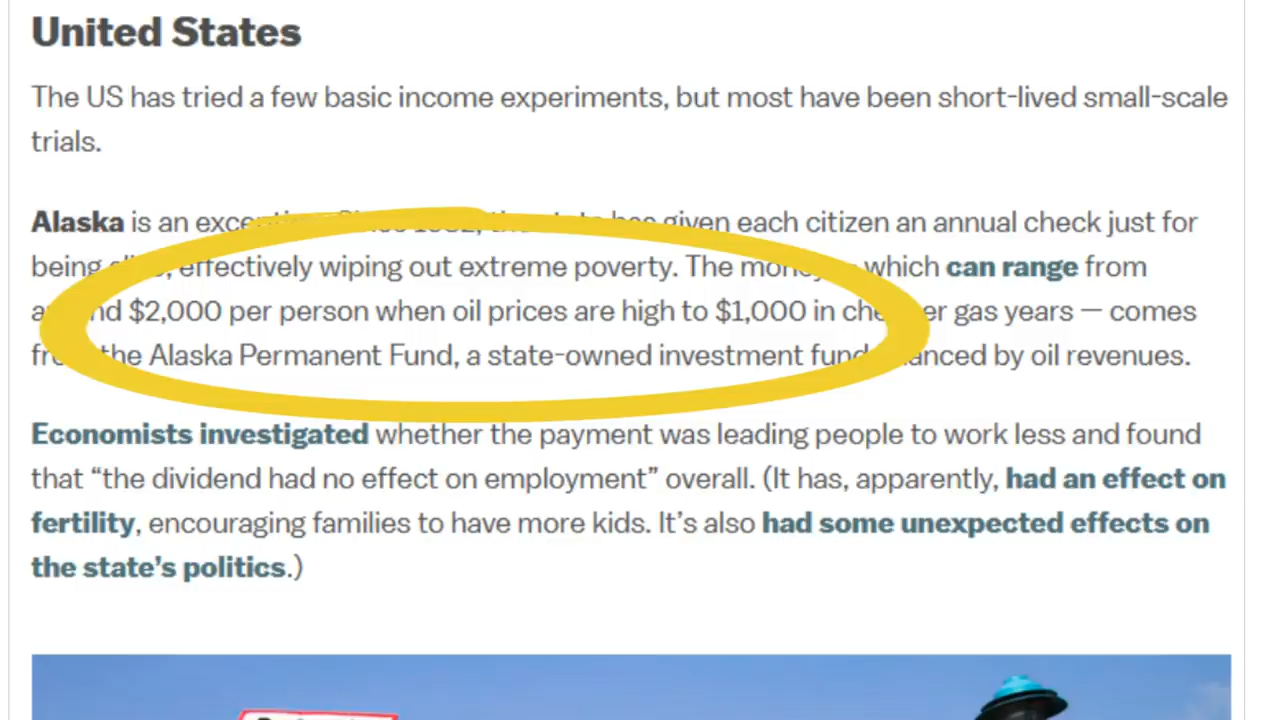 United States
The US has tried a few basic income experiments, but most have been short-lived small-scale
trials.
Alaska is an given each citizen an annual check just for
being effectively wiping out extreme poverty. The which can range from
$2,000 per person when oil prices are high to $1,000 in gas years — comes
the Alaska Permanent Fund, a state-owned investment fund by oil revenues.
Economists investigated whether the payment was leading people to work less and found
that “the dividend had no effect on employment” overall. (It has, apparently, had an effect on
fertility, encouraging families to have more kids. It’s also had some unexpected effects on
the state’s politics.)